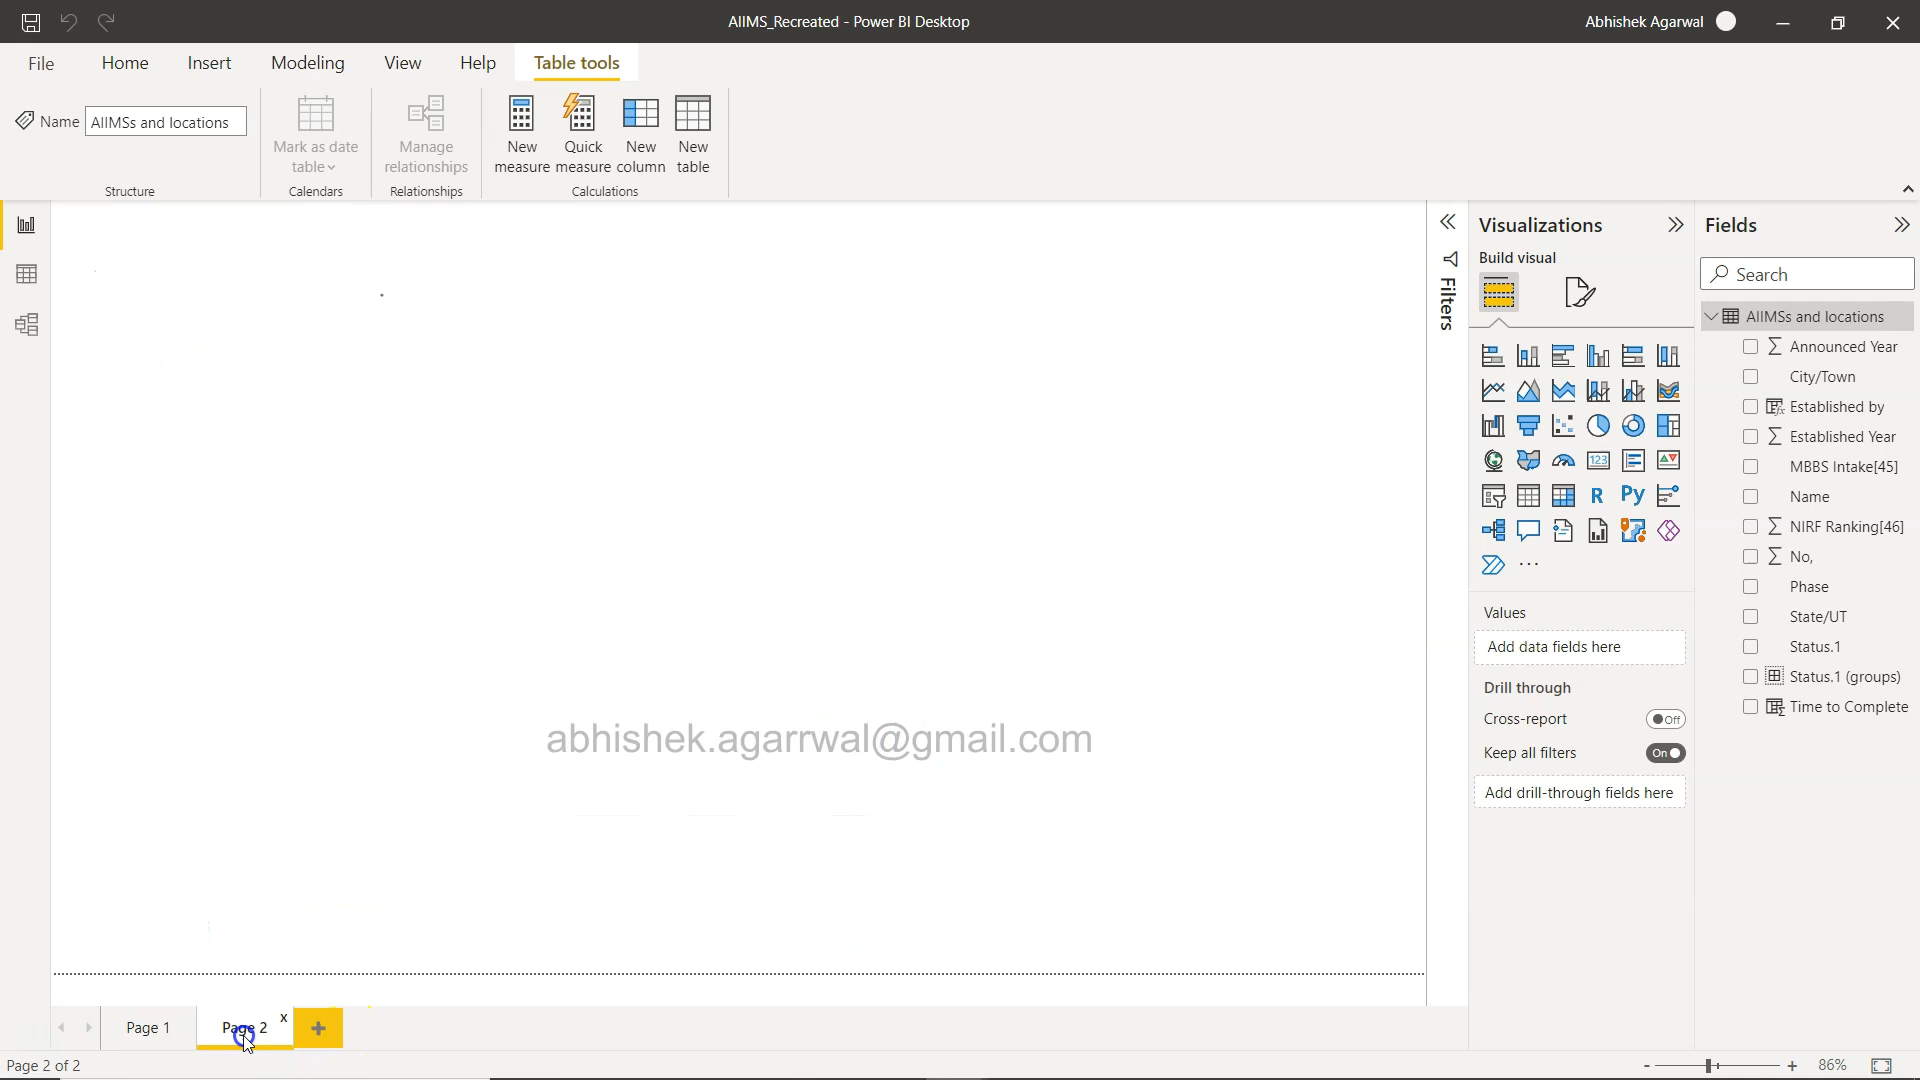 AIIMS_Recreated - Power BI Desktop
Abhishek Agarwal
File Home Insert Modeling View Help Table tools
Name AIIMSs and locations
Mark as date table
Manage relationships
New measure
Quick measure
New column
New table
Structure Calendars Relationships Calculations
Filters
Visualizations
Build visual
123
R
Py
Values
Add data fields here
Drill through
Cross-report Off
Keep all filters On
Add drill-through fields here
Fields
Search
AIIMSs and locations
Announced Year
City/Town
Established by
Established Year
MBBS Intake[45]
Name
NIRF Ranking[46]
No,
Phase
State/UT
Status.1
Status.1 (groups)
Time to Complete
abhishek.agarrwal@gmail.com
Page 1 Page 2 x +
Page 2 of 2
- + 86%